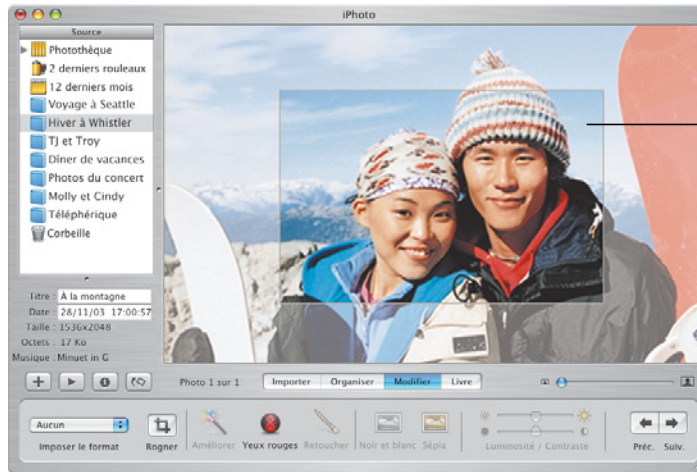 iPhoto
Source
Photothèque
2 derniers rouleaux
12 derniers mois
Voyage à Seattle
Hiver à Whistler
TJ et Troy
Dîner de vacances
Photos du concert
Molly et Cindy
Téléphérique
Corbeille
Titre : À la montagne
Date : 28/11/03 17:00:57
Taille : 1536x2048
Octets : 17 Ko
Musique : Minuet in G
Photo 1 sur 1
Importer Organiser Modifier Livre
Aucun
Imposer le format Rogner Améliorer Yeux rouges Retoucher Noir et blanc Sépia Luminosité / Contraste Préc. Suiv.